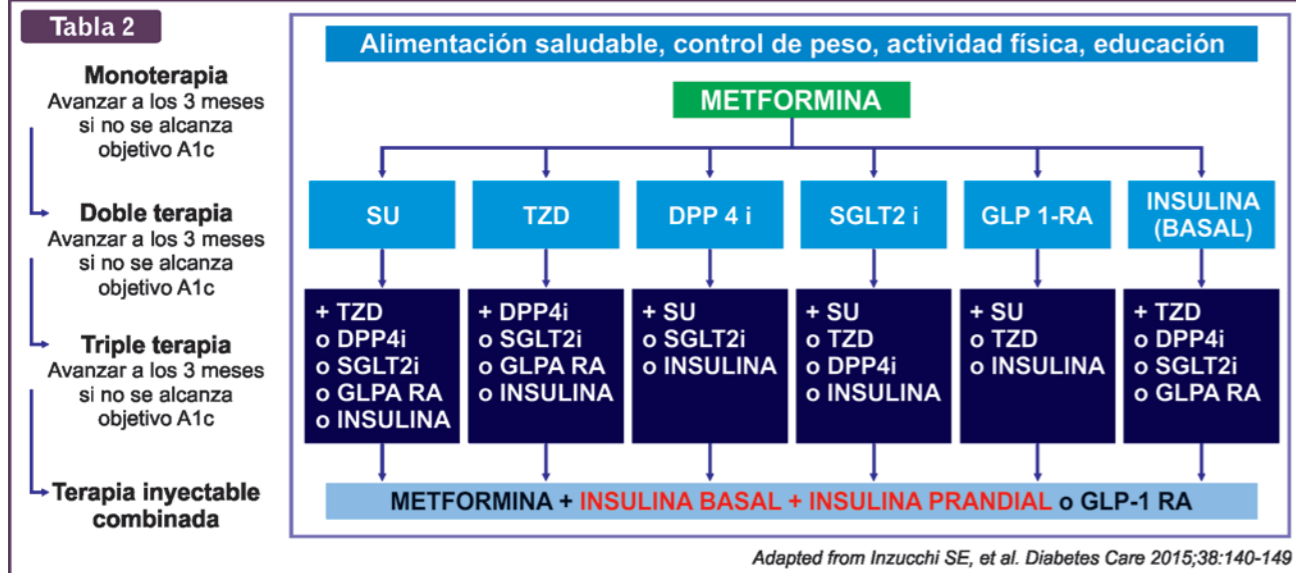 Tabla 2
Monoterapia
Avanzar a los 3 meses
si no se alcanza
objetivo A1c
Doble terapia
Avanzar a los 3 meses
si no se alcanza
objetivo A1c
Triple terapia
Avanzar a los 3 meses
si no se alcanza
objetivo A1c
Terapia inyectable
combinada
Alimentación saludable, control de peso, actividad física, educación
METFORMINA
SU
TZD
DPP 4 i
SGLT2 i
GLP 1-RA
INSULINA
(BASAL)
+ TZD
o DPP4i
o SGLT2i
o GLPA RA
o INSULINA
+ DPP4i
o SGLT2i
o GLPA RA
o INSULINA
+ SU
o SGLT2i
o INSULINA
+ SU
o TZD
o DPP4i
o INSULINA
+ SU
o TZD
o INSULINA
+ TZD
o DPP4i
o SGLT2i
o GLPA RA
METFORMINA + INSULINA BASAL + INSULINA PRANDIAL o GLP-1 RA
Adapted from Inzucchi SE, et al. Diabetes Care 2015;38:140-149